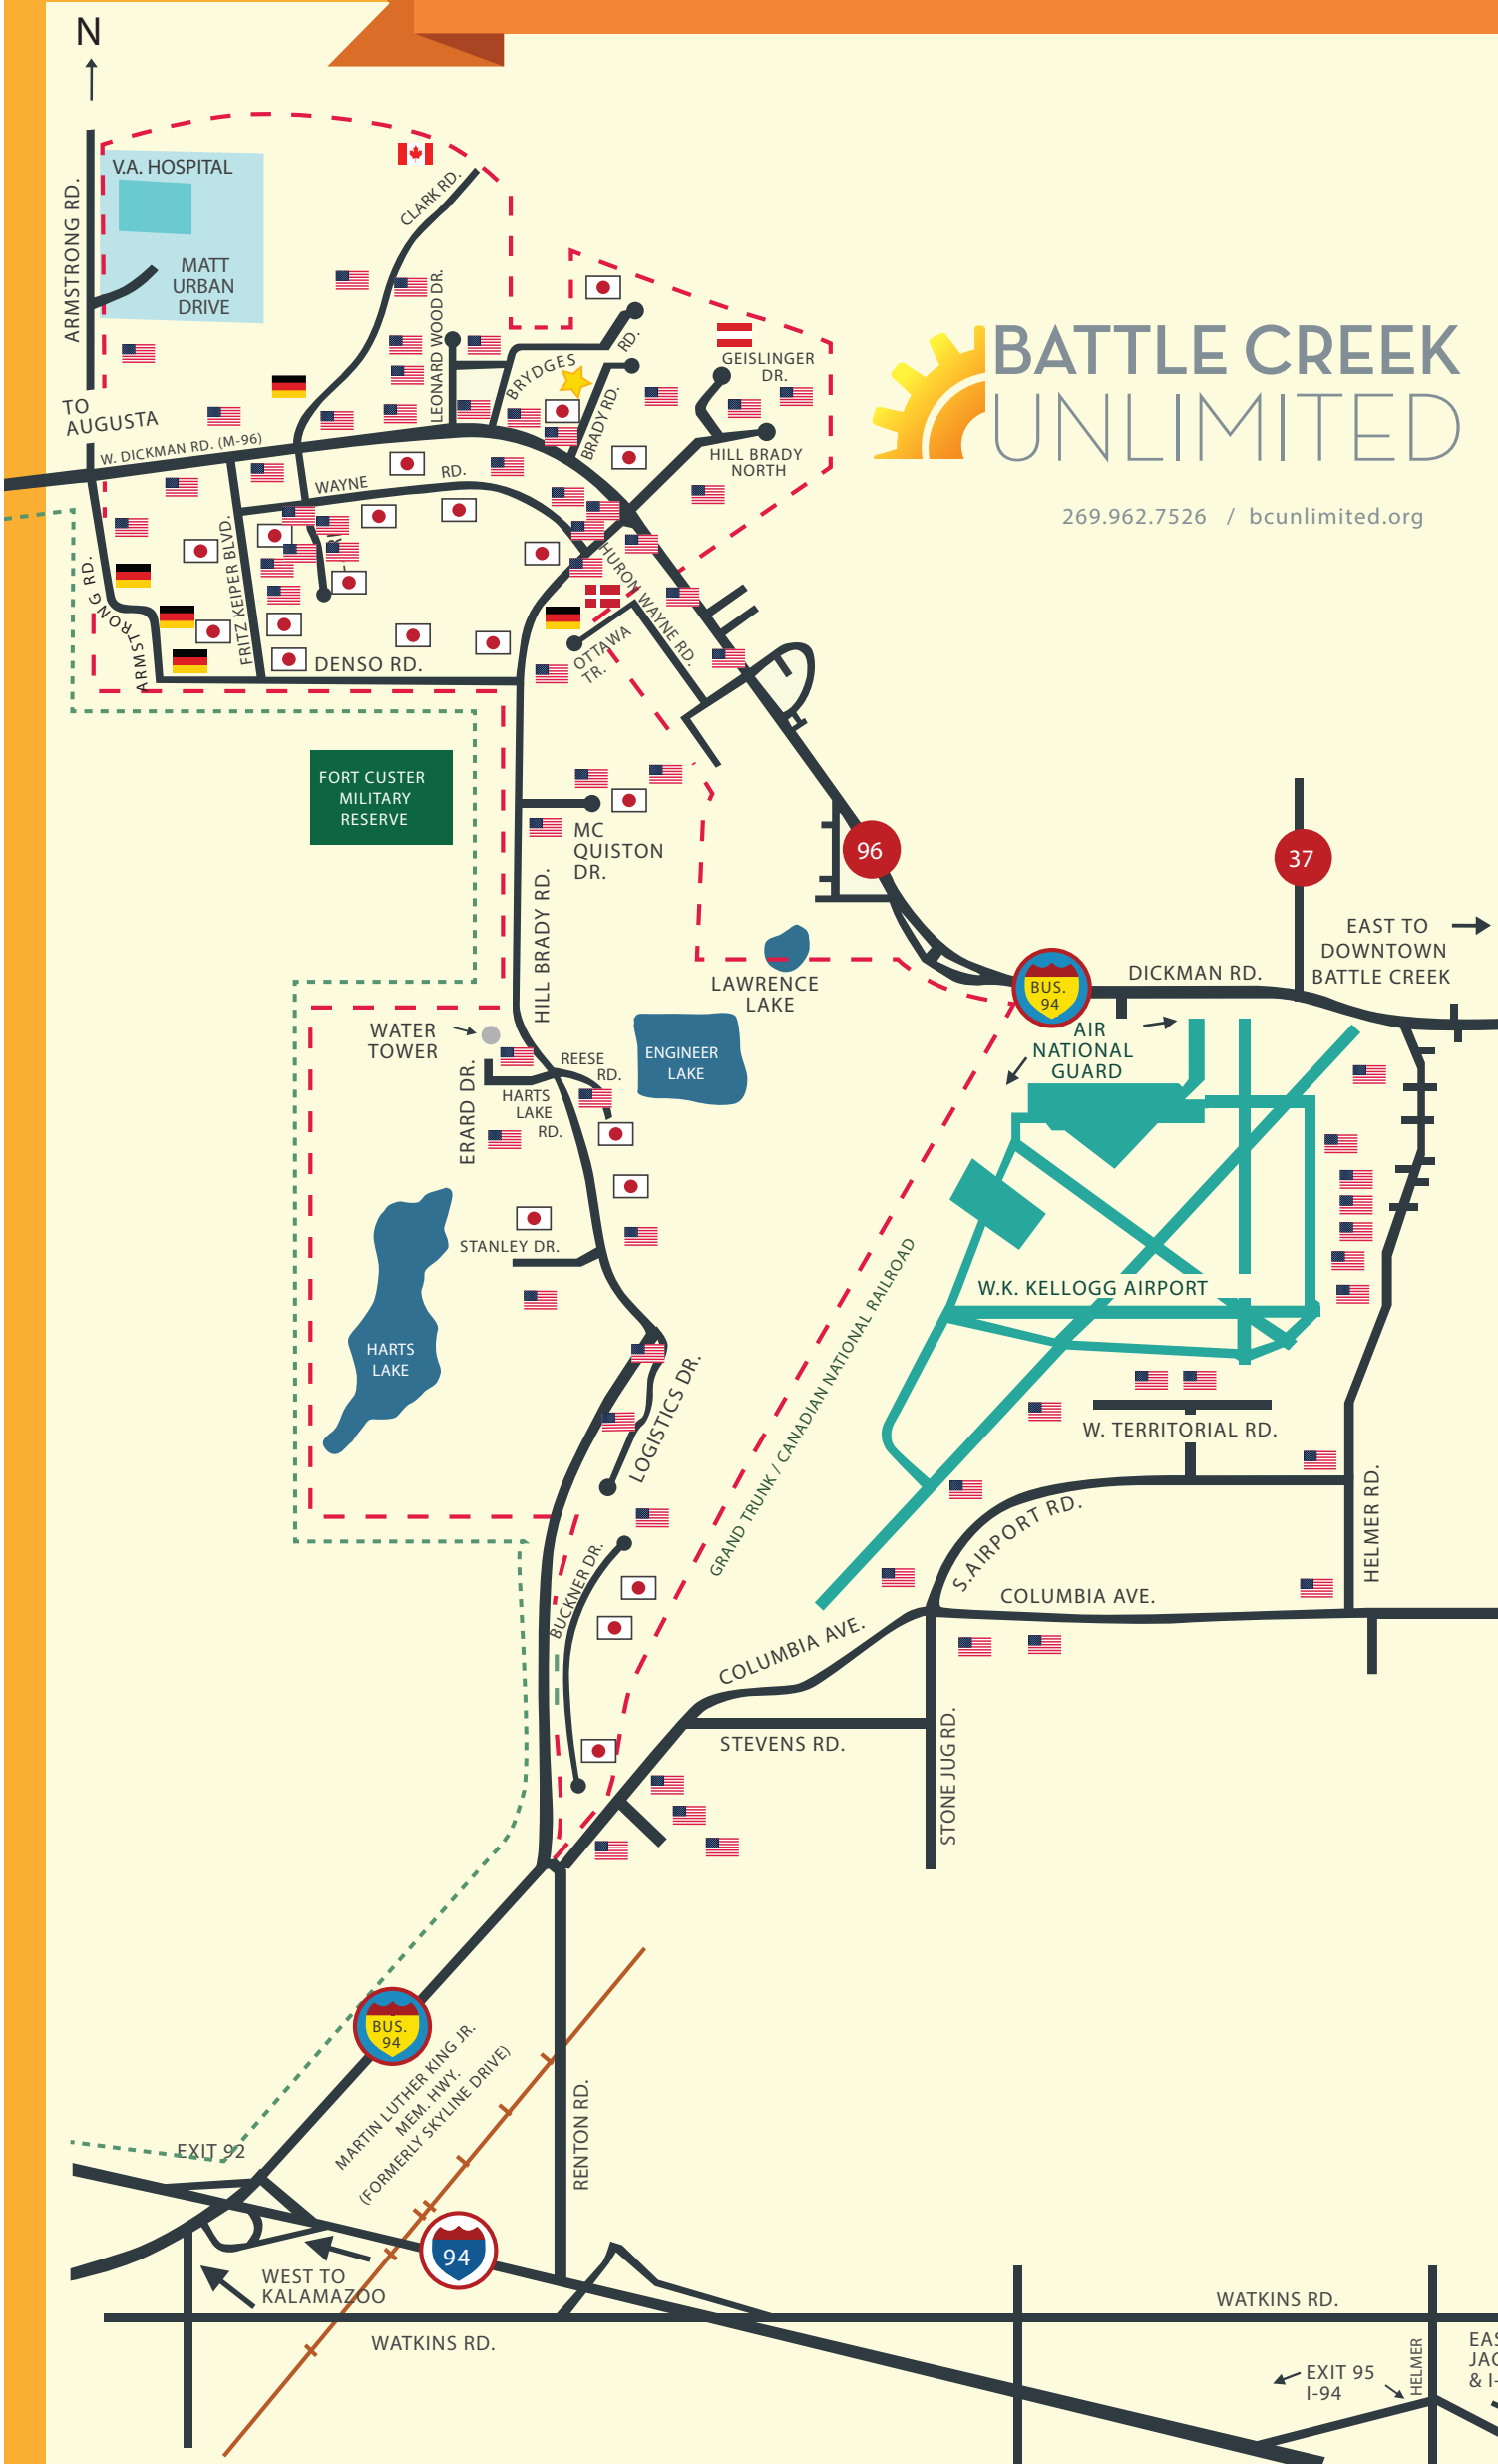 N
V.A. HOSPITAL
MATT
URBAN
DRIVE
ARMSTRONG RD.
CLARK RD.
LEONARD WOOD DR.
BRYDGES
RD.
BRADY RD.
GEISLINGER
DR.
HILL BRADY
NORTH
BATTLE CREEK
UNLIMITED
269.962.7526 / bcunlimited.org
TO
AUGUSTA
W. DICKMAN RD. (M-96)
WAYNE
RD.
ARMSTRONG RD.
FRITZ KEIPER BLVD.
DENSO RD.
HURON
WAYNE RD.
OTTAWA
TR.
FORT CUSTER
MILITARY
RESERVE
MC
QUISTON
DR.
HILL BRADY RD.
96
37
EAST TO
DOWNTOWN
BATTLE CREEK
LAWRENCE
LAKE
BUS.
94
DICKMAN RD.
WATER
TOWER
ENGINEER
LAKE
AIR
NATIONAL
GUARD
REESE
RD.
HARTS
LAKE
RD.
ERARD DR.
STANLEY DR.
W.K. KELLOGG AIRPORT
HARTS
LAKE
LOGISTICS DR.
GRAND TRUNK / CANADIAN NATIONAL RAILROAD
W. TERRITORIAL RD.
S.AIRPORT RD.
HELMER RD.
BUCKNER DR.
COLUMBIA AVE.
COLUMBIA AVE.
STEVENS RD.
STONE JUG RD.
BUS.
94
MARTIN LUTHER KING JR.
MEM. HWY.
(FORMERLY SKYLINE DRIVE)
RENTON RD.
EXIT 92
94
WEST TO
KALAMAZOO
WATKINS RD.
WATKINS RD.
EXIT 95
I-94
HELMER
EAS
JAC
& I-